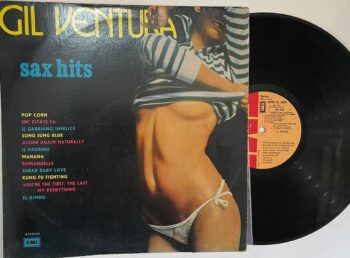 GIL VENTURA
sax hits
POP CORN
UN' ESTATE FA
IL GABBIANO INFELICE
SONG SUNG BLUE
ALONE AGAIN NATURALLY
IL PADRINO
MANANA
EMMANUELLE
SUGAR BABY LOVE
KUNG FU FIGHTING
YOU'RE THE FIRST, THE LAST,
MY EVERYTHING
EL BIMBO
STEREO
EMI